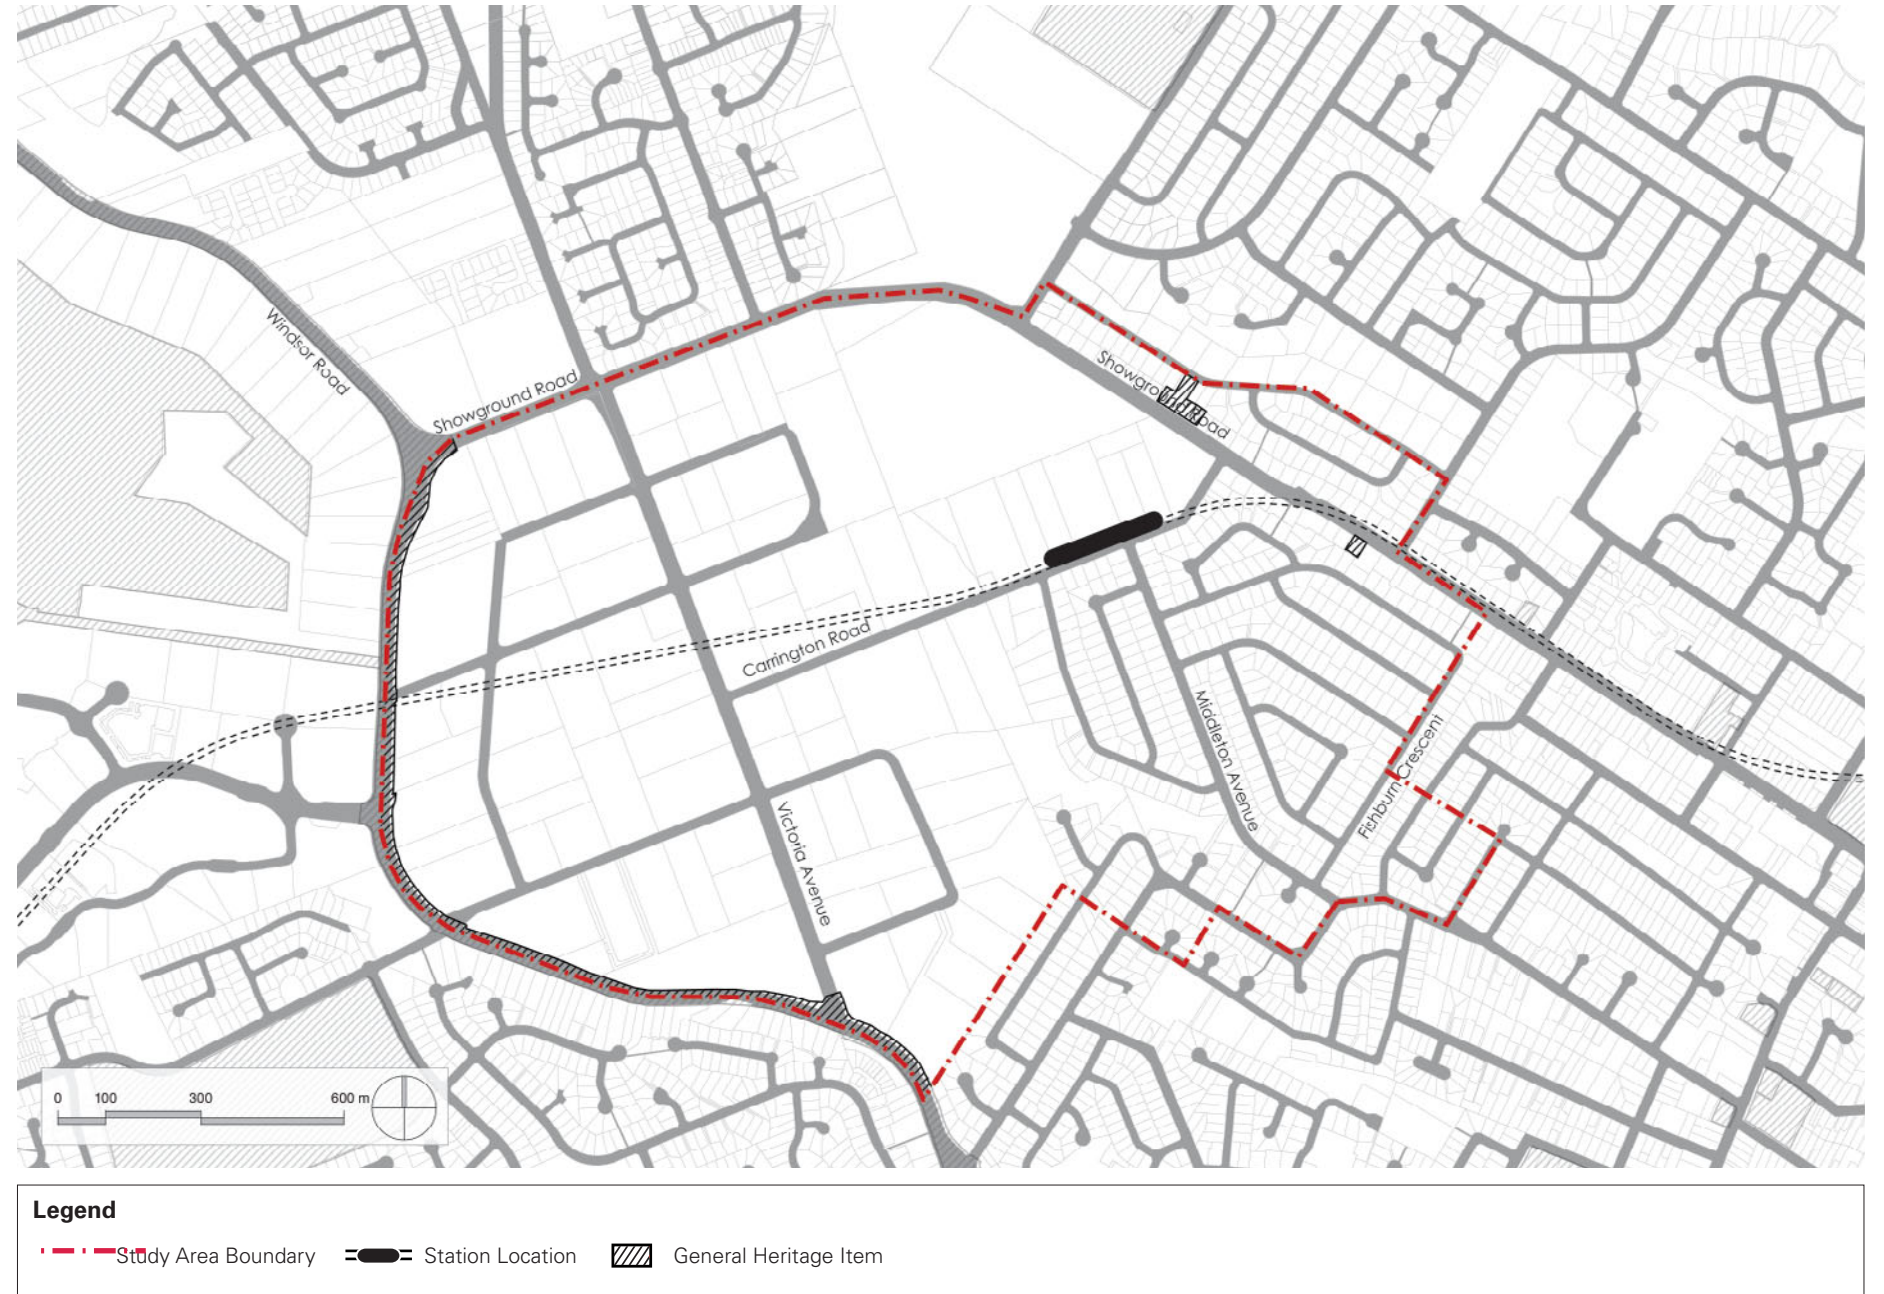 Windsor Road
Showground Road
Showground Road
Carrington Road
Middleton Avenue
Fishburn Crescent
Victoria Avenue
0 100 300 600 m
Legend
Study Area Boundary Station Location General Heritage Item